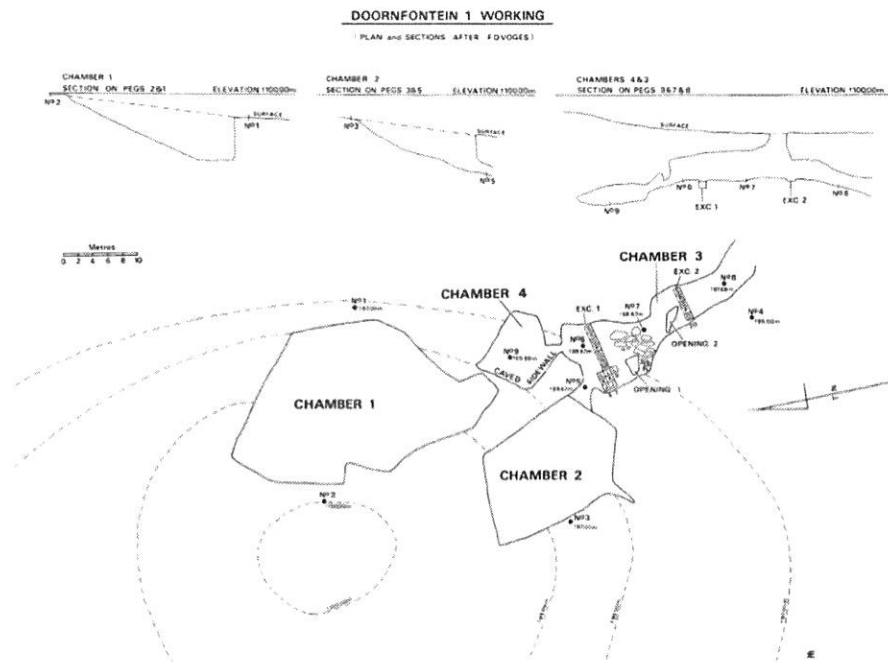 DOORNFONTEIN 1 WORKING
(PLAN and SECTIONS AFTER F.D.VOGES)
CHAMBER 1
SECTION ON PEGS 2&1 ELEVATION 1100,00m
Nº2
SURFACE
Nº1
CHAMBER 2
SECTION ON PEGS 3&5 ELEVATION 1100,00m
Nº3
SURFACE
Nº5
CHAMBERS 4&3
SECTION ON PEGS 9,6,7&8 ELEVATION 1100,00m
SURFACE
Nº9
Nº6
EXC 1
Nº7
EXC 2
Nº8
Metres
0 2 4 6 8 10
Nº1
CHAMBER 4
Nº9
CAVED SIDEWALL
EXC. 1
Nº6
Nº5
CHAMBER 3
EXC. 2
Nº7
Nº8
Nº4
OPENING 2
OPENING 1
CHAMBER 1
CHAMBER 2
Nº2
Nº3